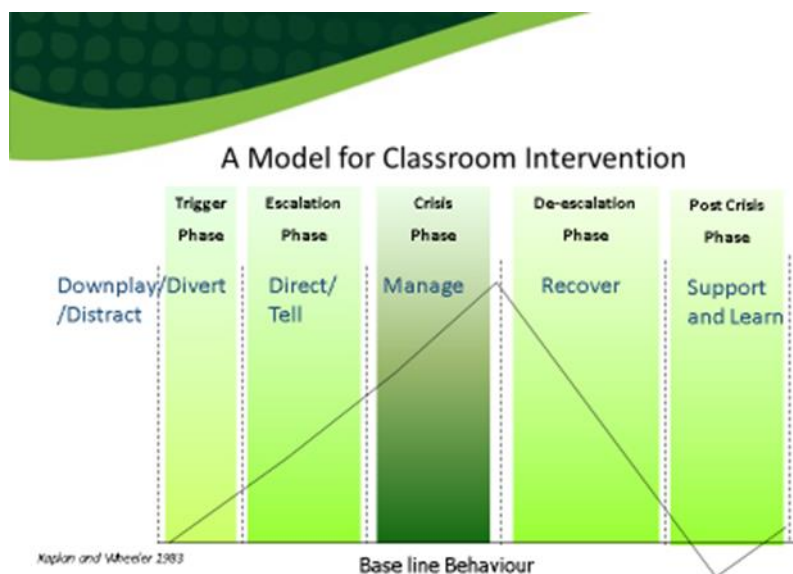 A Model for Classroom Intervention
Trigger
Phase
Escalation
Phase
Crisis
Phase
De-escalation
Phase
Post Crisis
Phase
Downplay/Divert
/Distract
Direct/
Tell
Manage
Recover
Support
and Learn
Kaplan and Wheeler 1983
Base line Behaviour